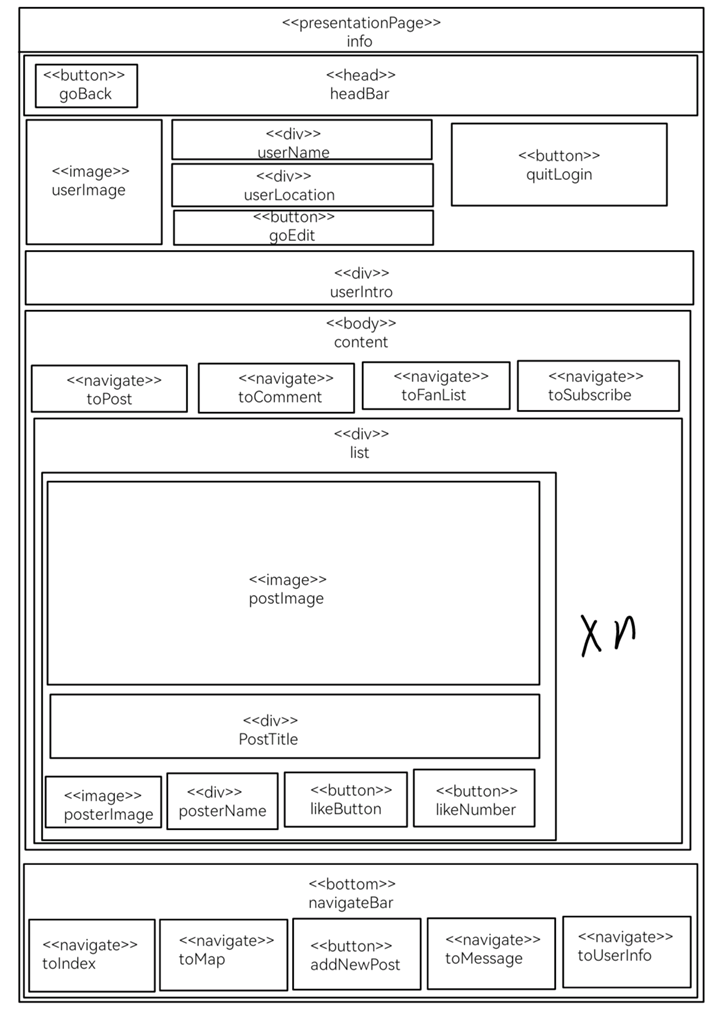 <<presentationPage>>
info
<<button>>
goBack
<<head>>
headBar
<<image>>
userImage
<<div>>
userName
<<div>>
userLocation
<<button>>
goEdit
<<button>>
quitLogin
<<div>>
userIntro
<<body>>
content
<<navigate>>
toPost
<<navigate>>
toComment
<<navigate>>
toFanList
<<navigate>>
toSubscribe
<<div>>
list
<<image>>
postImage
xn
<<div>>
PostTitle
<<image>>
posterImage
<<div>>
posterName
<<button>>
likeButton
<<button>>
likeNumber
<<bottom>>
navigateBar
<<navigate>>
toIndex
<<navigate>>
toMap
<<button>>
addNewPost
<<navigate>>
toMessage
<<navigate>>
toUserInfo